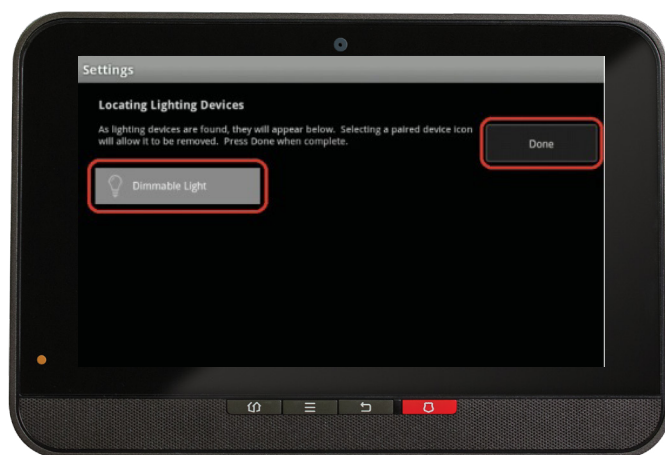 Settings
Locating Lighting Devices
As lighting devices are found, they will appear below. Selecting a paired device icon
will allow it to be removed. Press Done when complete.
Done
Dimmable Light